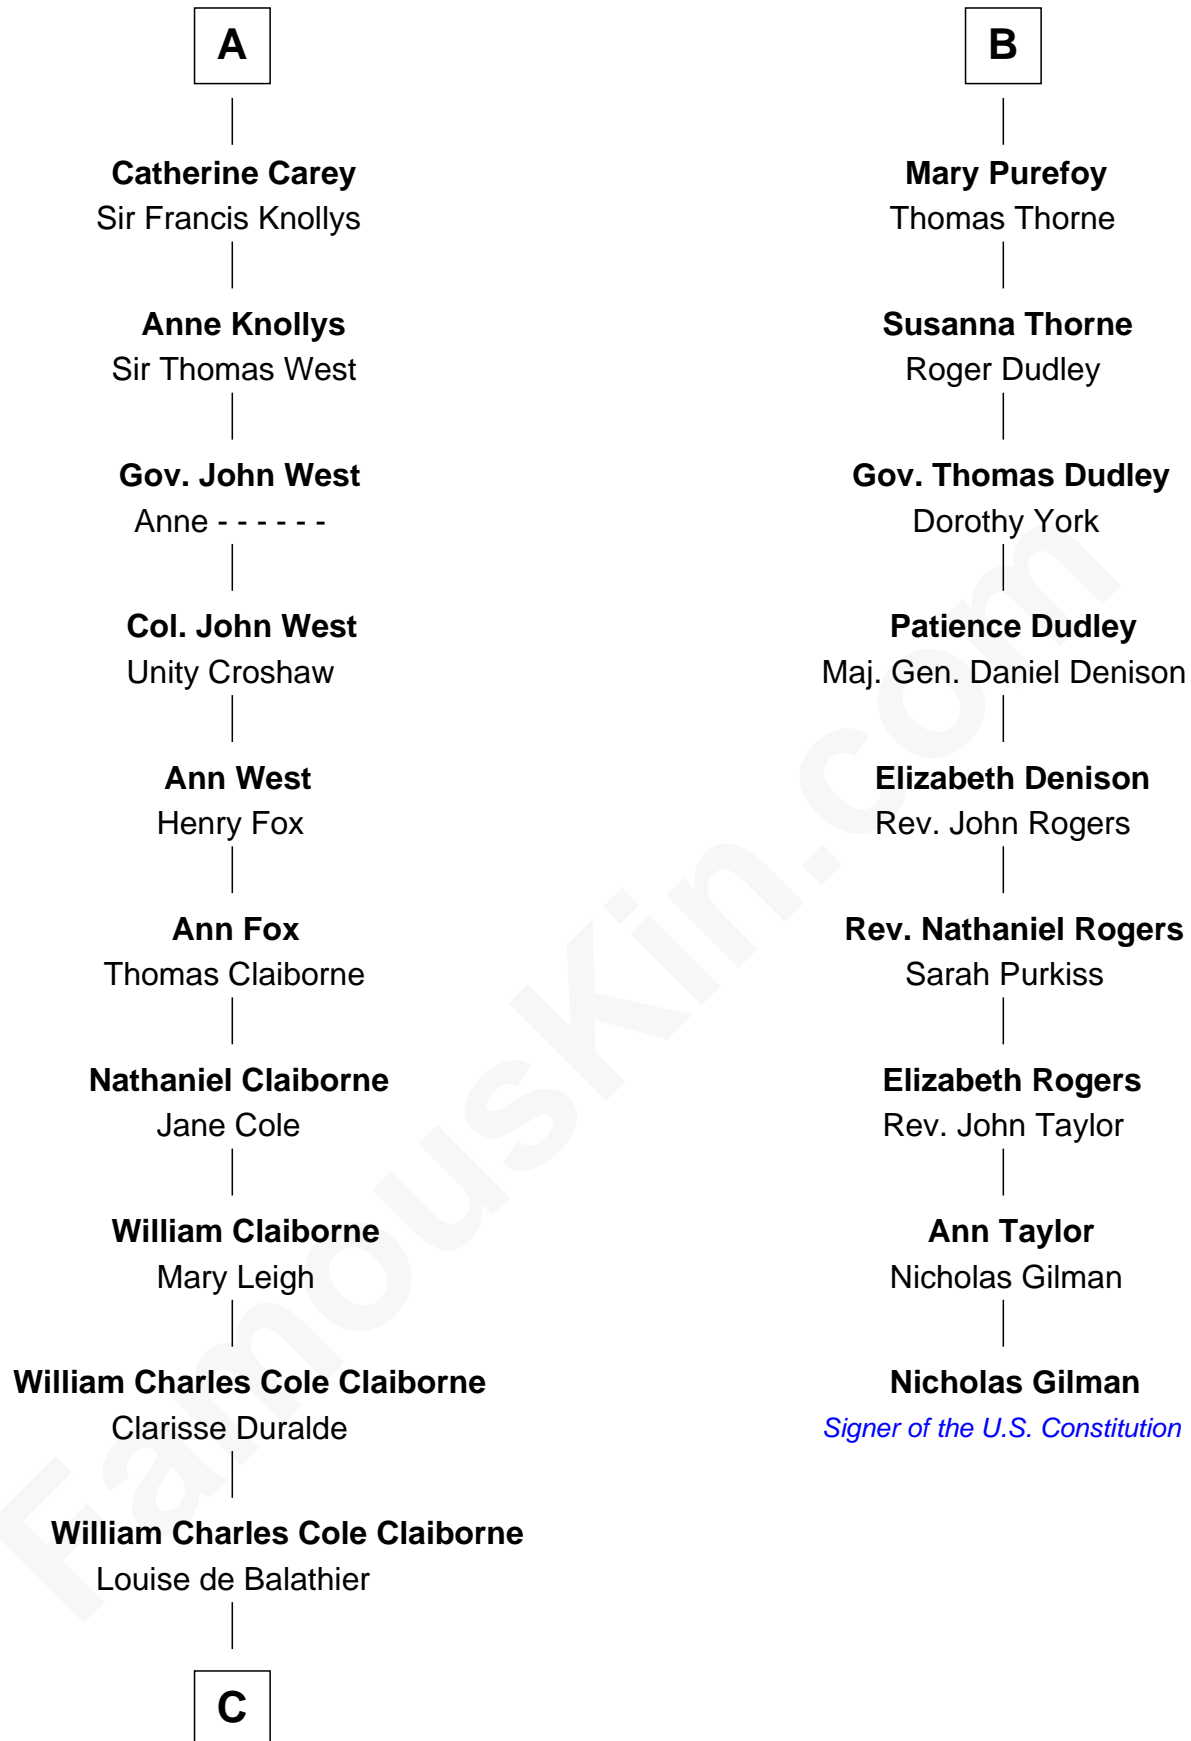 A
Catherine Carey
Sir Francis Knollys
Anne Knollys
Sir Thomas West
Gov. John West
Anne - - - - - -
Col. John West
Unity Croshaw
Ann West
Henry Fox
Ann Fox
Thomas Claiborne
Nathaniel Claiborne
Jane Cole
William Claiborne
Mary Leigh
William Charles Cole Claiborne
Clarisse Duralde
William Charles Cole Claiborne
Louise de Balathier
C
B
Mary Purefoy
Thomas Thorne
Susanna Thorne
Roger Dudley
Gov. Thomas Dudley
Dorothy York
Patience Dudley
Maj. Gen. Daniel Denison
Elizabeth Denison
Rev. John Rogers
Rev. Nathaniel Rogers
Sarah Purkiss
Elizabeth Rogers
Rev. John Taylor
Ann Taylor
Nicholas Gilman
Nicholas Gilman
Signer of the U.S. Constitution
FamousKin.com